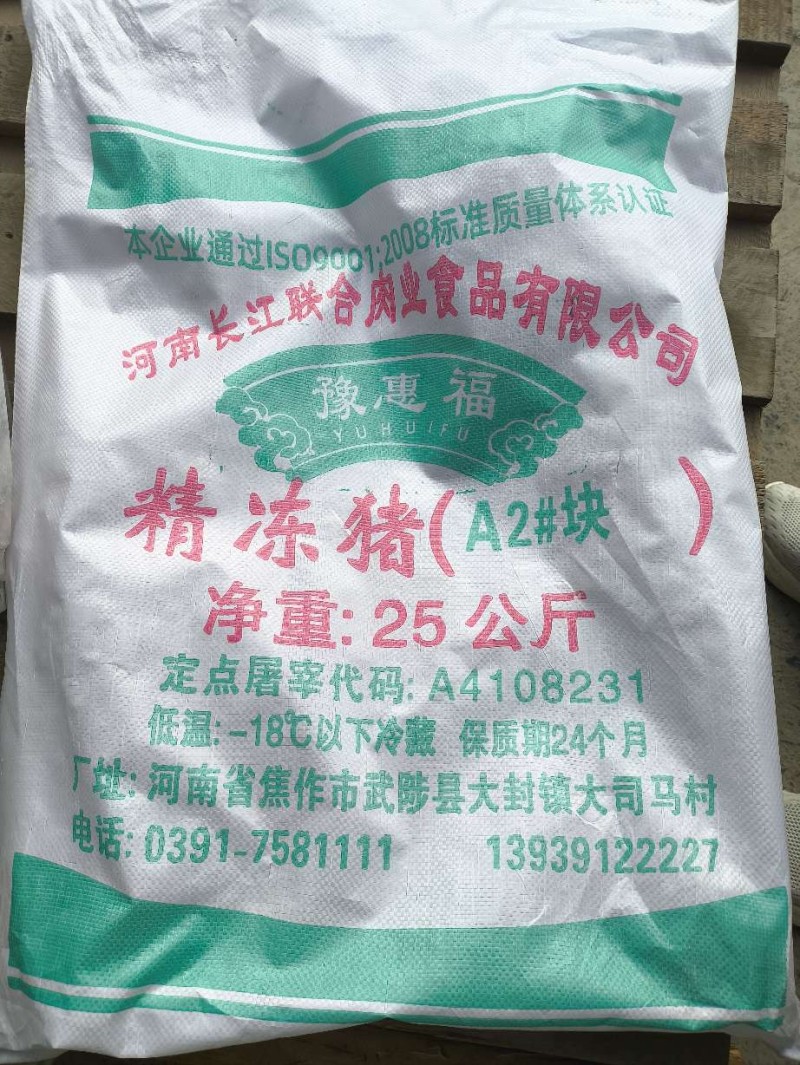 本企业通过ISO9001:2008标准质量体系认证
河南长江联合肉业食品有限公司
豫惠福
YUHUIFU
精冻猪(A2#块 )
净重: 25公斤
定点屠宰代码: A4108231
低温: -18℃以下冷藏 保质期24个月
厂址: 河南省焦作市武陟县大封镇大司马村
电话: 0391-7581111 13939122227